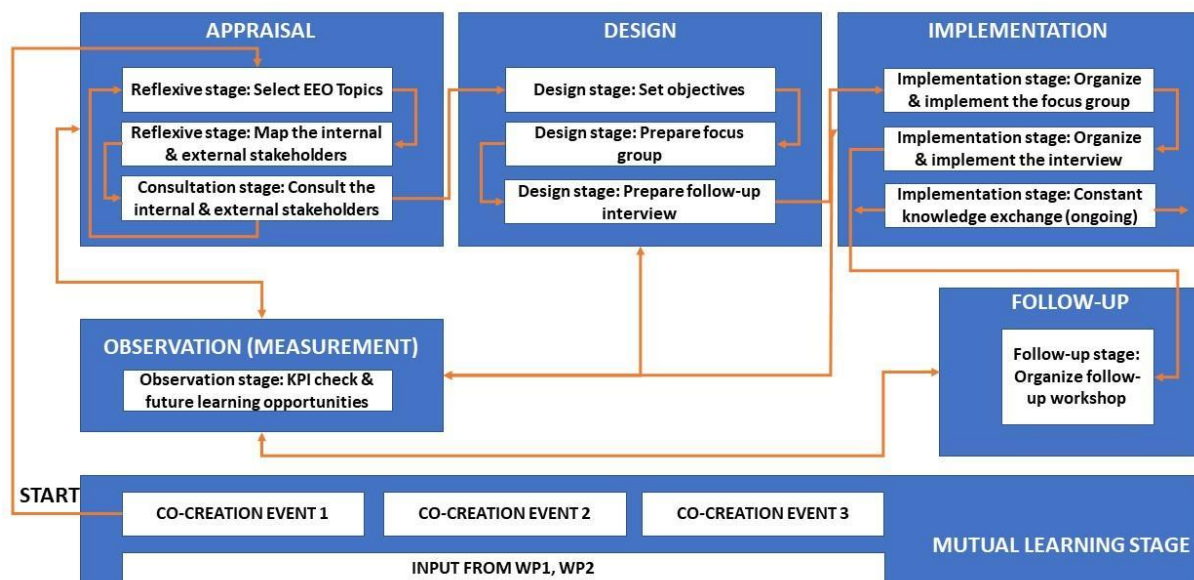 APPRAISAL
Reflexive stage: Select EEO Topics
Reflexive stage: Map the internal
& external stakeholders
Consultation stage: Consult the
internal & external stakeholders
DESIGN
Design stage: Set objectives
Design stage: Prepare focus
group
Design stage: Prepare follow-up
interview
IMPLEMENTATION
Implementation stage: Organize
& implement the focus group
Implementation stage: Organize
& implement the interview
Implementation stage: Constant
knowledge exchange (ongoing)
OBSERVATION (MEASUREMENT)
Observation stage: KPI check &
future learning opportunities
FOLLOW-UP
Follow-up stage:
Organize follow-
up workshop
START
CO-CREATION EVENT 1
CO-CREATION EVENT 2
CO-CREATION EVENT 3
MUTUAL LEARNING STAGE
INPUT FROM WP1, WP2